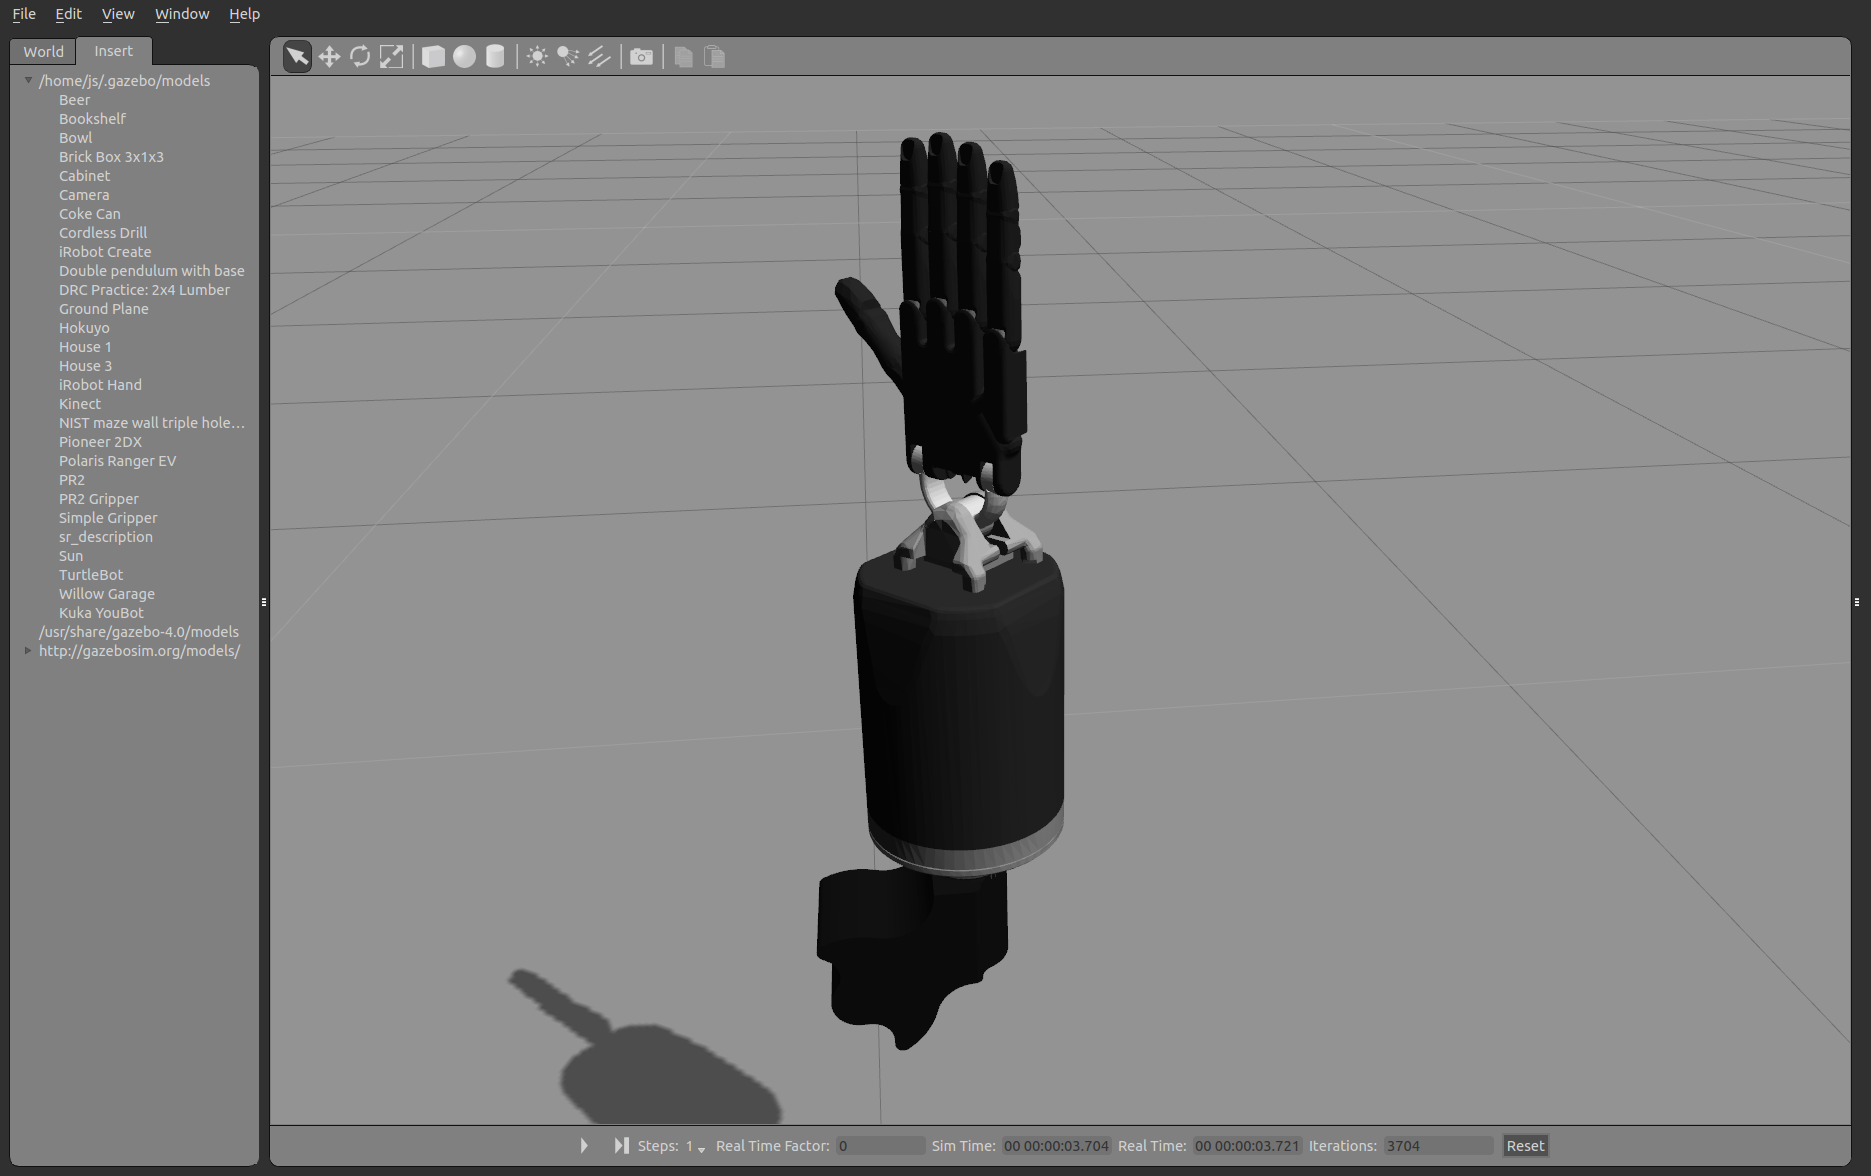 File Edit View Window Help
World Insert
/home/js/.gazebo/models
Beer
Bookshelf
Bowl
Brick Box 3x1x3
Cabinet
Camera
Coke Can
Cordless Drill
iRobot Create
Double pendulum with base
DRC Practice: 2x4 Lumber
Ground Plane
Hokuyo
House 1
House 3
iRobot Hand
Kinect
NIST maze wall triple hole...
Pioneer 2DX
Polaris Ranger EV
PR2
PR2 Gripper
Simple Gripper
sr_description
Sun
TurtleBot
Willow Garage
Kuka YouBot
/usr/share/gazebo-4.0/models
http://gazebosim.org/models/
Steps: 1 Real Time Factor: 0 Sim Time: 00 00:00:03.704 Real Time: 00 00:00:03.721 Iterations: 3704 Reset